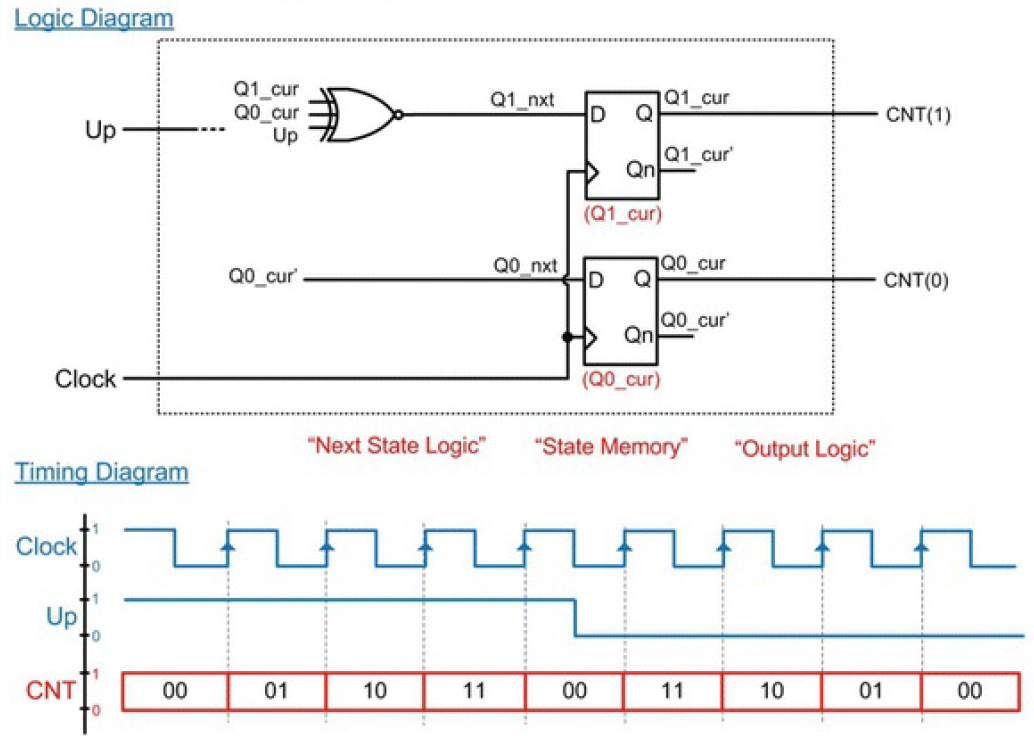 Logic Diagram
Q1_cur
Q0_cur
Up
Up
Q1_nxt
D Q
Q1_cur
CNT(1)
Qn
Q1_cur'
(Q1_cur)
Q0_cur'
Q0_nxt
D Q
Q0_cur
CNT(0)
Qn
Q0_cur'
(Q0_cur)
Clock
"Next State Logic" "State Memory" "Output Logic"
Timing Diagram
Clock 1
0
Up 1
0
CNT 1
0
00 01 10 11 00 11 10 01 00